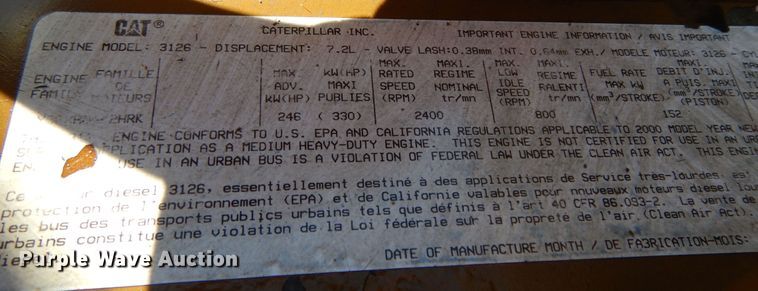 CAT® CATERPILLAR INC. IMPORTANT ENGINE INFORMATION / AVIS IMPORTANT
ENGINE MODEL: 3126 - DISPLACEMENT: 7.2L - VALVE LASH:0.38mm INT. 0.64mm EXH./ MODELE MOTEUR: 3126 - CYL
ENGINE FAMILY FAMILLE DE MOTEURS
MAX. ADV. KW(HP) KW(HP) MAXI PUBLIES
MAX. RATED SPEED (RPM) MAXI. REGIME NOMINAL tr/mn
MAX. LOW IDLE SPEED (RPM) MAXI. REGIME RALENTI tr/mn
FUEL RATE MAX KW (mm³/STROKE) MAXI DEBIT D'INJ. A PUIS. MAXI (mm³/STROKE)
2HRK 246 ( 330) 2400 800 152
ENGINE CONFORMS TO U.S. EPA AND CALIFORNIA REGULATIONS APPLICABLE TO 2000 MODEL YEAR NEW
APPLICATION AS A MEDIUM HEAVY-DUTY ENGINE. THIS ENGINE IS NOT CERTIFIED FOR USE IN AN UR
USE IN AN URBAN BUS IS A VIOLATION OF FEDERAL LAW UNDER THE CLEAN AIR ACT. THIS ENGI
diesel 3126, essentiellement destiné à des applications de Service très-lourdes, es
protection de l'environnement (EPA) et de Californie valables pour nouveaux moteurs diesel lou
les bus des transports publics urbains tels que définis à l'art 40 CFR 86.093-2. La vente de
urbains constitue une violation de la Loi fédérale sur la propreté de l'air.(Clean Air Act).
DATE OF MANUFACTURE MONTH / DE FABRICATION-MOIS:
Purple Wave Auction